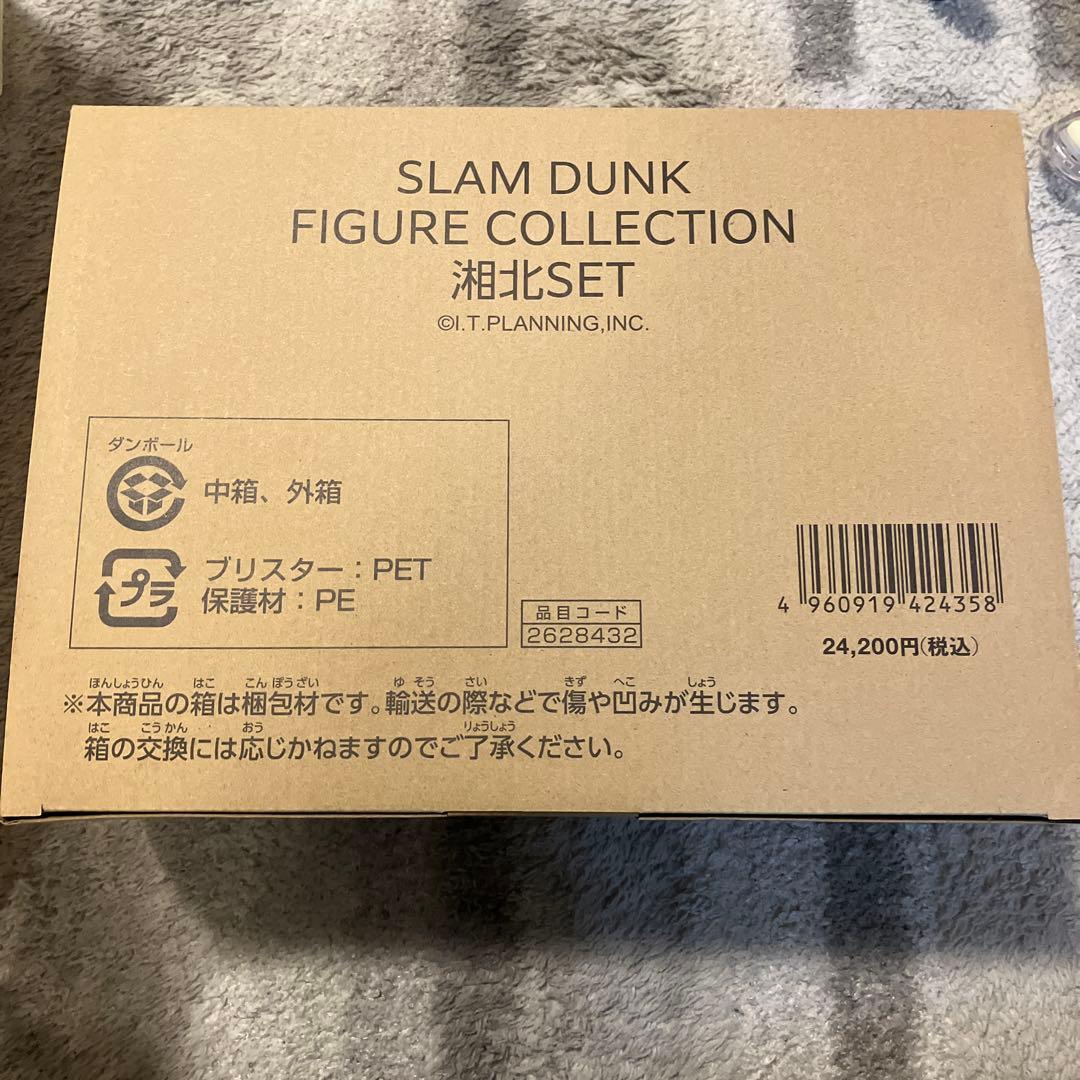 SLAM DUNK
FIGURE COLLECTION
湘北SET
©I.T.PLANNING,INC.
ダンボール
中箱、外箱
プラ
ブリスター：PET
保護材：PE
品目コード
2628432
4 960919 424358
24,200円(税込)
ほんしょうひん はこ こん ぽう ざい ゆ そう さい きず へこ しょう
※本商品の箱は梱包材です。輸送の際などで傷や凹みが生じます。
はこ こうかん おう りょうしょう
箱の交換には応じかねますのでご了承ください。